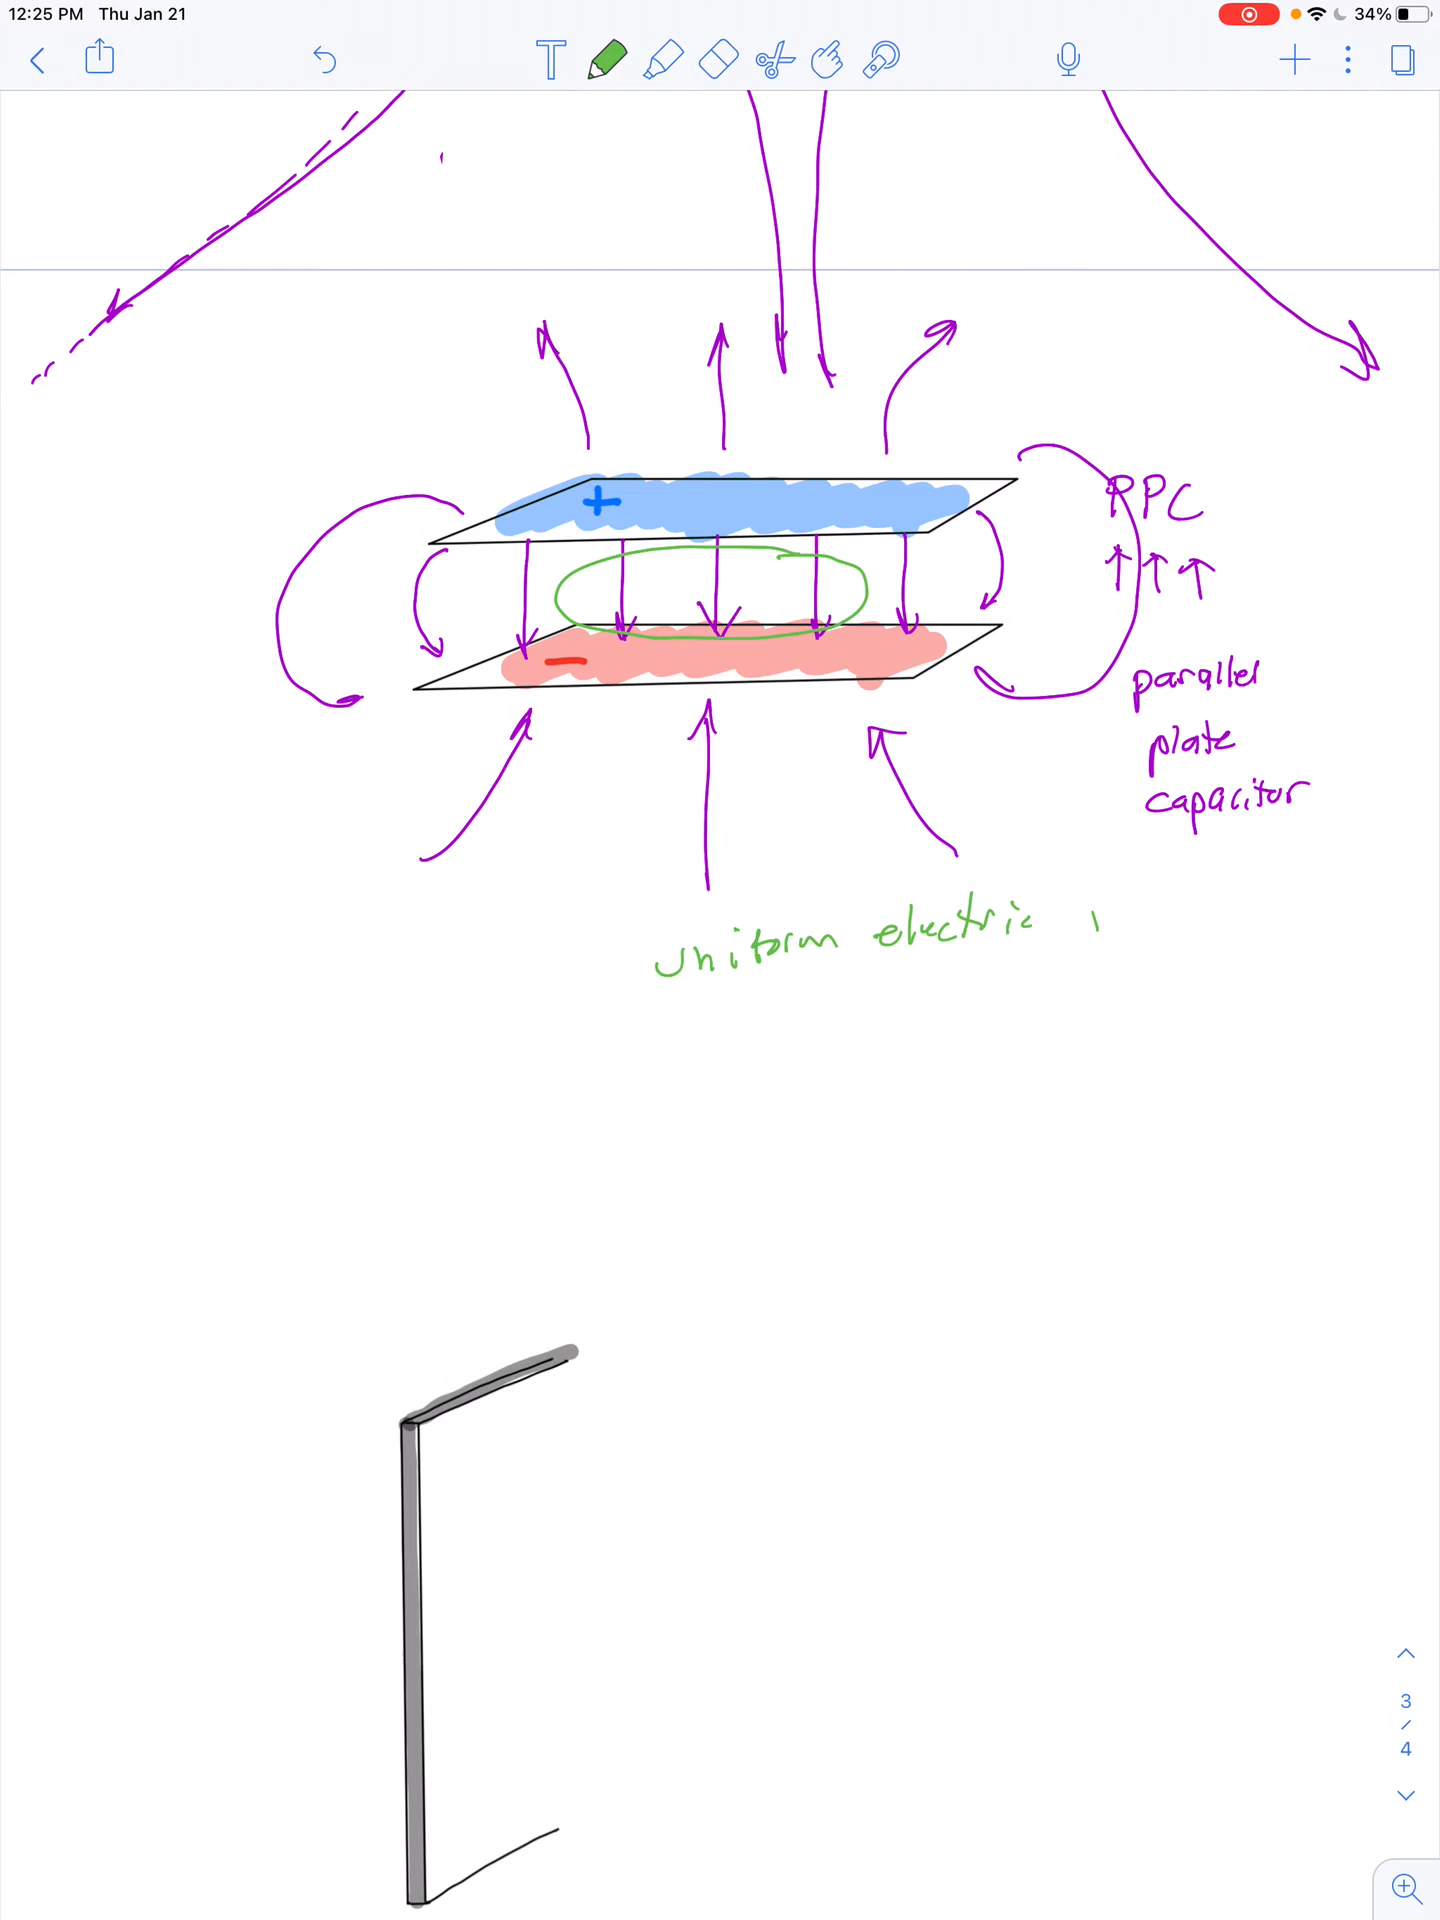 12:25 PM Thu Jan 21
34%
T
+
PPC
−
parallel
plate
capacitor
uniform electric
3
/
4